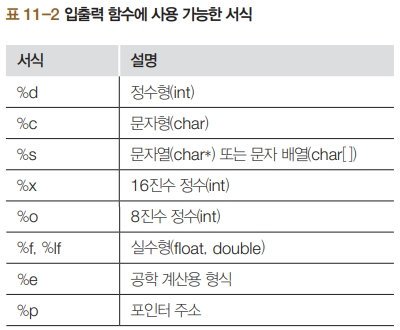 표 11-2 입출력 함수에 사용 가능한 서식
서식 설명
%d 정수형(int)
%c 문자형(char)
%s 문자열(char*) 또는 문자 배열(char[ ])
%x 16진수 정수(int)
%o 8진수 정수(int)
%f, %lf 실수형(float, double)
%e 공학 계산용 형식
%p 포인터 주소